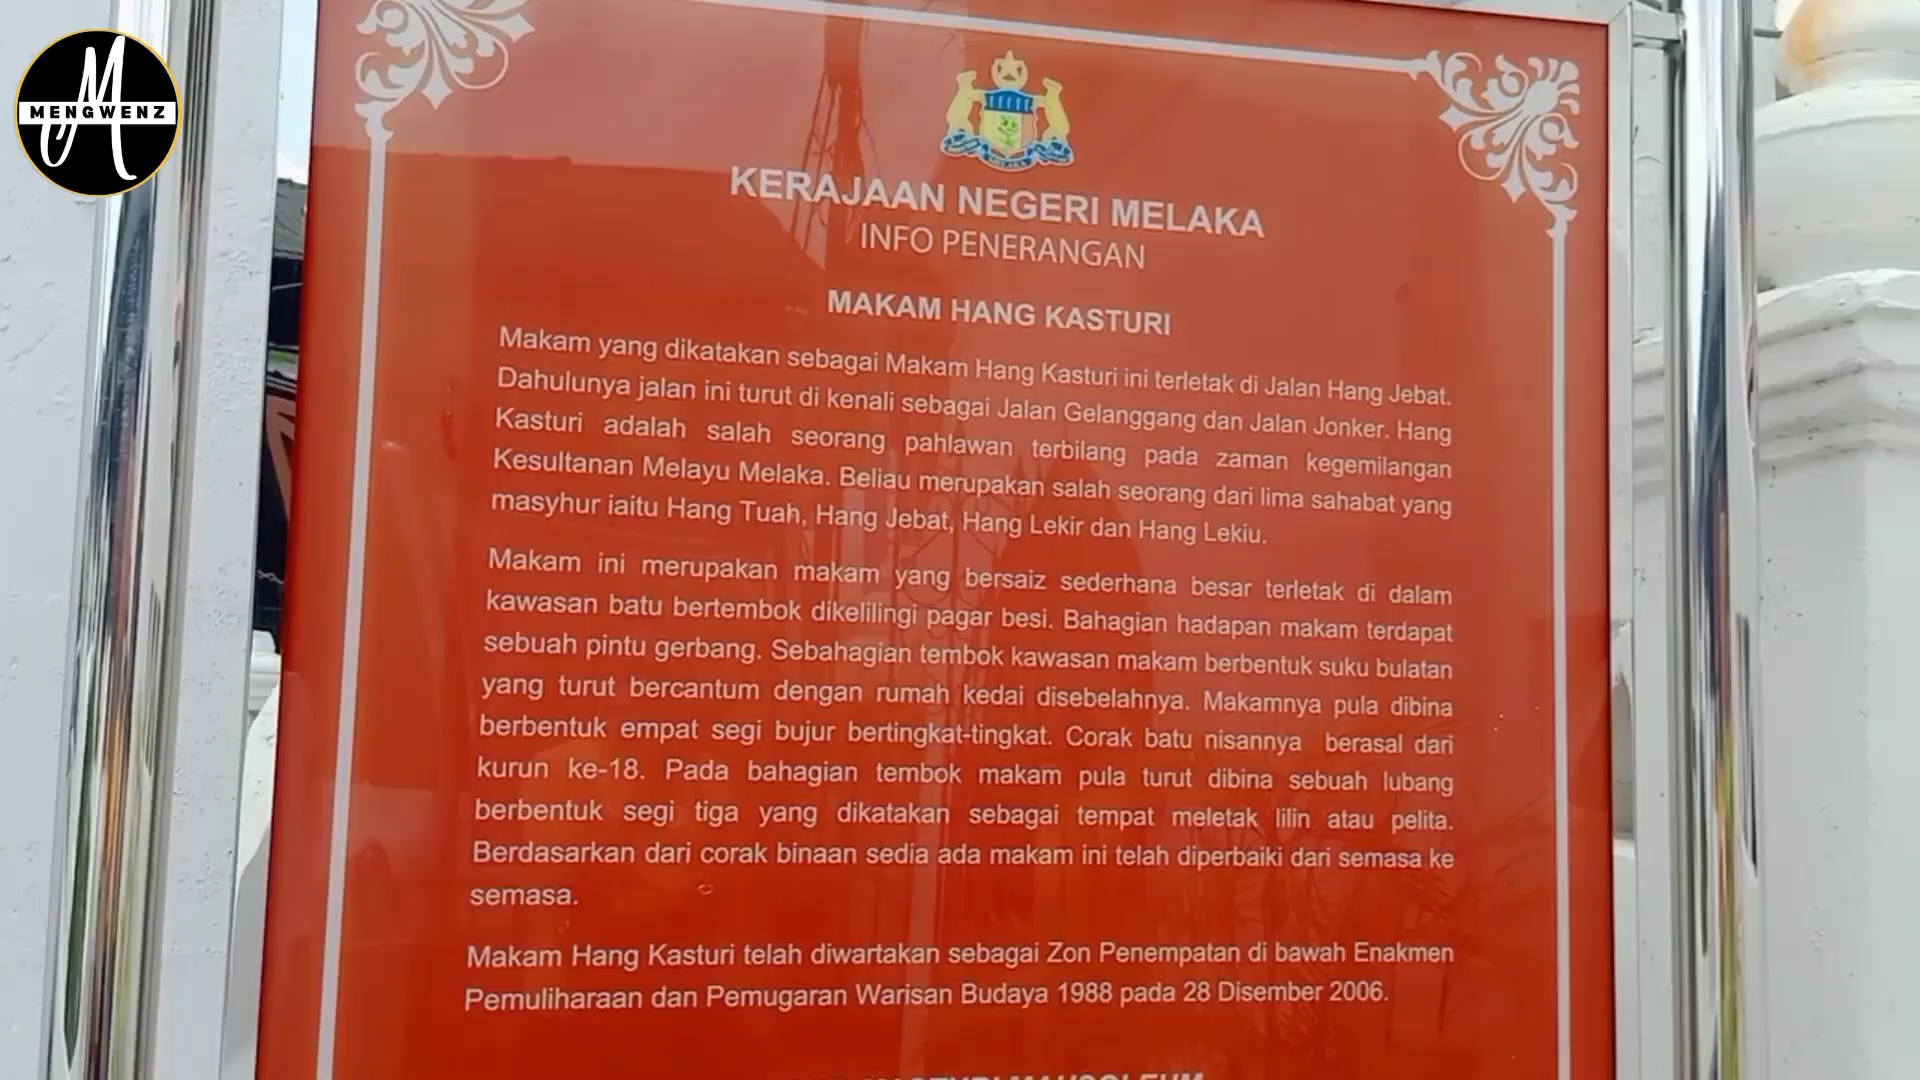 MENGWENZ
KERAJAAN NEGERI MELAKA
INFO PENERANGAN
MAKAM HANG KASTURI
Makam yang dikatakan sebagai Makam Hang Kasturi ini terletak di Jalan Hang Jebat.
Dahulunya jalan ini turut di kenali sebagai Jalan Gelanggang dan Jalan Jonker. Hang
Kasturi adalah salah seorang pahlawan terbilang pada zaman kegemilangan
Kesultanan Melayu Melaka. Beliau merupakan salah seorang dari lima sahabat yang
masyhur iaitu Hang Tuah, Hang Jebat, Hang Lekir dan Hang Lekiu.
Makam ini merupakan makam yang bersaiz sederhana besar terletak di dalam
kawasan batu bertembok dikelilingi pagar besi. Bahagian hadapan makam terdapat
sebuah pintu gerbang. Sebahagian tembok kawasan makam berbentuk suku bulatan
yang turut bercantum dengan rumah kedai disebelahnya. Makamnya pula dibina
berbentuk empat segi bujur bertingkat-tingkat. Corak batu nisannya berasal dari
kurun ke-18. Pada bahagian tembok makam pula turut dibina sebuah lubang
berbentuk segi tiga yang dikatakan sebagai tempat meletak lilin atau pelita.
Berdasarkan dari corak binaan sedia ada makam ini telah diperbaiki dari semasa ke
semasa.
Makam Hang Kasturi telah diwartakan sebagai Zon Penempatan di bawah Enakmen
Pemuliharaan dan Pemugaran Warisan Budaya 1988 pada 28 Disember 2006.
MAUSOLEUM